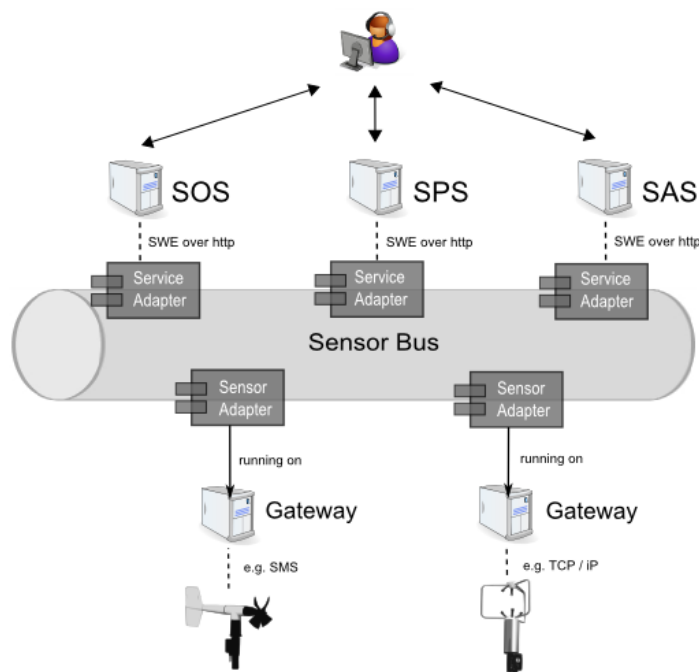 SOS
SPS
SAS
SWE over http
SWE over http
SWE over http
Service
Adapter
Service
Adapter
Service
Adapter
Sensor Bus
Sensor
Adapter
Sensor
Adapter
running on
running on
Gateway
Gateway
e.g. SMS
e.g. TCP / iP